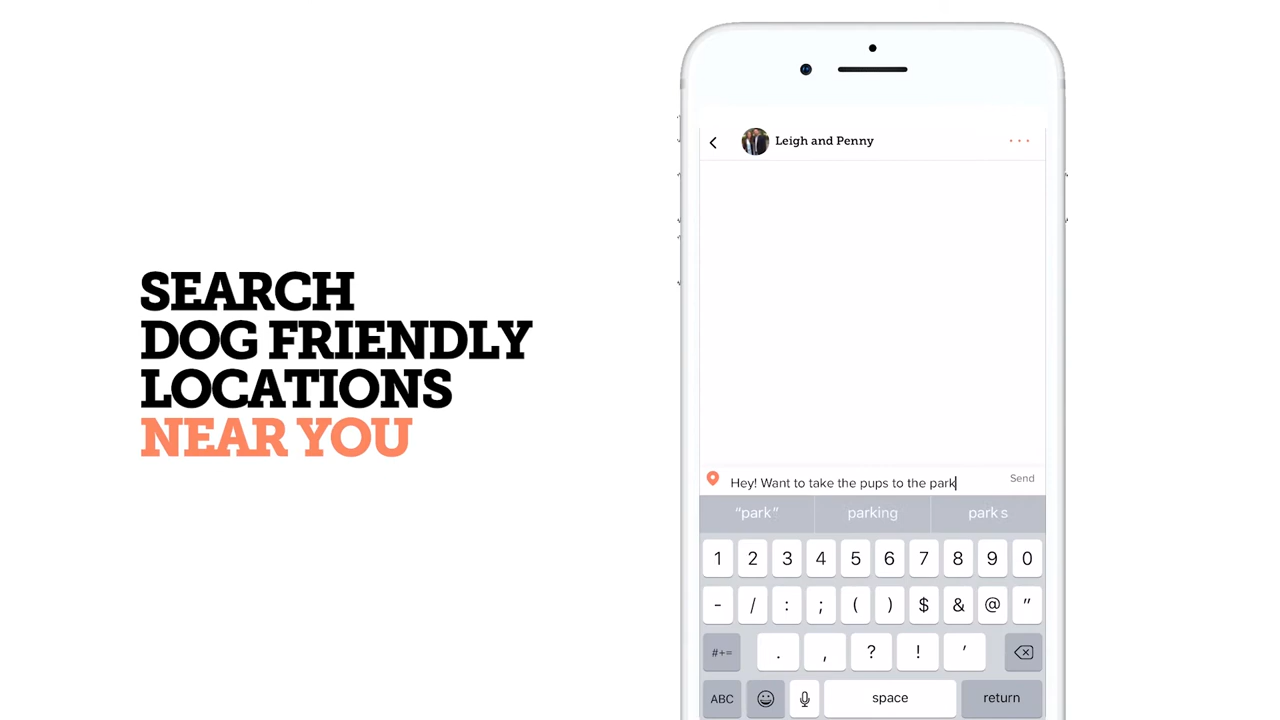 SEARCH
DOG FRIENDLY
LOCATIONS
NEAR YOU
Leigh and Penny
Hey! Want to take the pups to the park
Send
“park” parking parks
1 2 3 4 5 6 7 8 9 0
- / : ; ( ) $ & @ "
#+= . , ? ! '
ABC space return